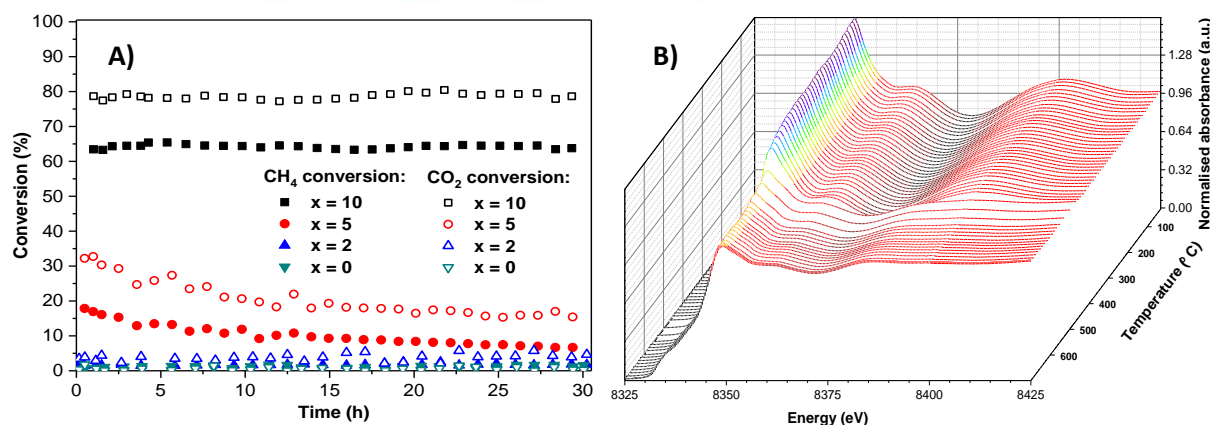 A)
100
90
80
70
60
50
40
30
20
10
0
Conversion (%)
CH4 conversion: CO2 conversion:
x = 10 x = 10
x = 5 x = 5
x = 2 x = 2
x = 0 x = 0
0 5 10 15 20 25 30
Time (h)
B)
1.28
0.96
0.64
0.32
0.00
Normalised absorbance (a.u.)
100
200
300
400
500
600
Temperature (ºC)
8325 8350 8375 8400 8425
Energy (eV)